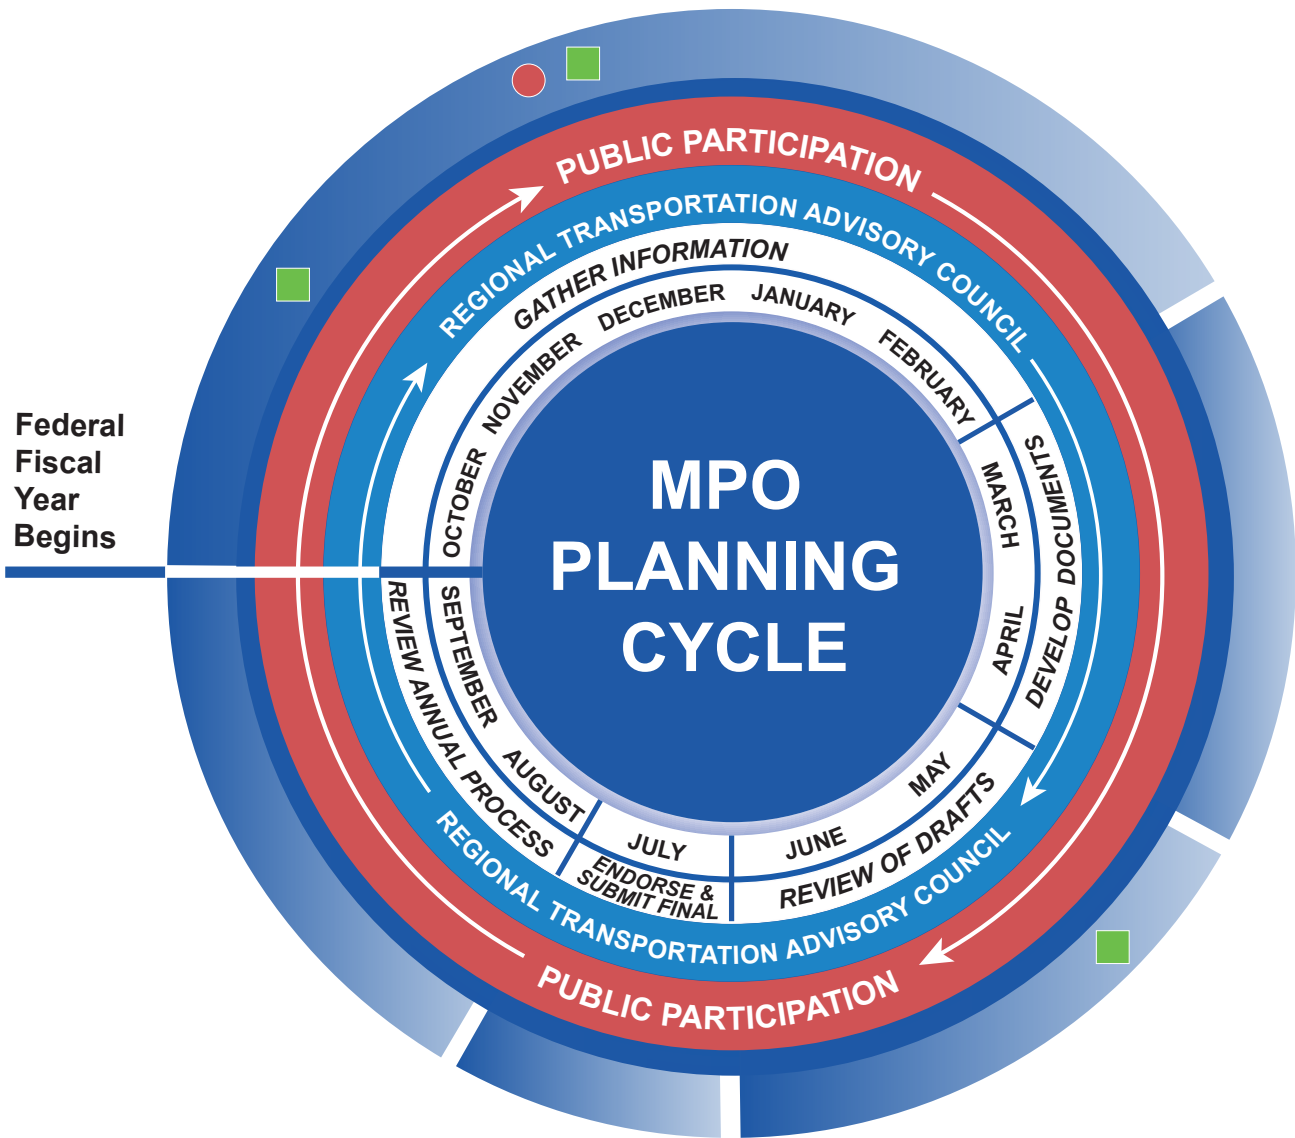 PUBLIC PARTICIPATION
REGIONAL TRANSPORTATION ADVISORY COUNCIL
GATHER INFORMATION
OCTOBER
NOVEMBER
DECEMBER
JANUARY
FEBRUARY
DEVELOP DOCUMENTS
MARCH
APRIL
REVIEW OF DRAFTS
MAY
JUNE
ENDORSE &
SUBMIT FINAL
JULY
REVIEW ANNUAL PROCESS
AUGUST
SEPTEMBER
REGIONAL TRANSPORTATION ADVISORY COUNCIL
PUBLIC PARTICIPATION
Federal
Fiscal
Year
Begins
MPO
PLANNING
CYCLE